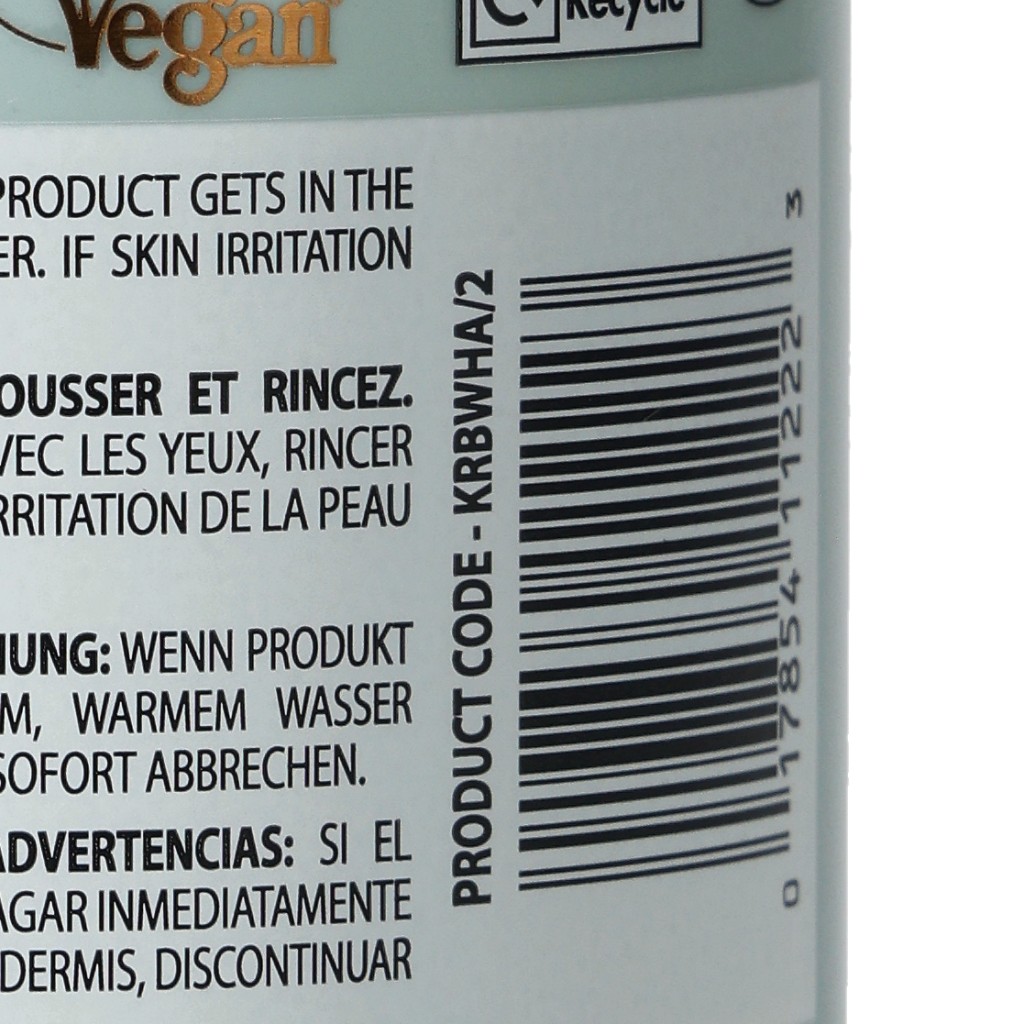 Vegan
Recycle
PRODUCT GETS IN THE
ER. IF SKIN IRRITATION
OUSSER ET RINCEZ.
VEC LES YEUX, RINCER
RRITATION DE LA PEAU
NUNG: WENN PRODUKT
M, WARMEM WASSER
SOFORT ABBRECHEN.
ADVERTENCIAS: SI EL
AGAR INMEDIATAMENTE
DERMIS, DISCONTINUAR
PRODUCT CODE - KRBWHA/2
0 17854 11222 3